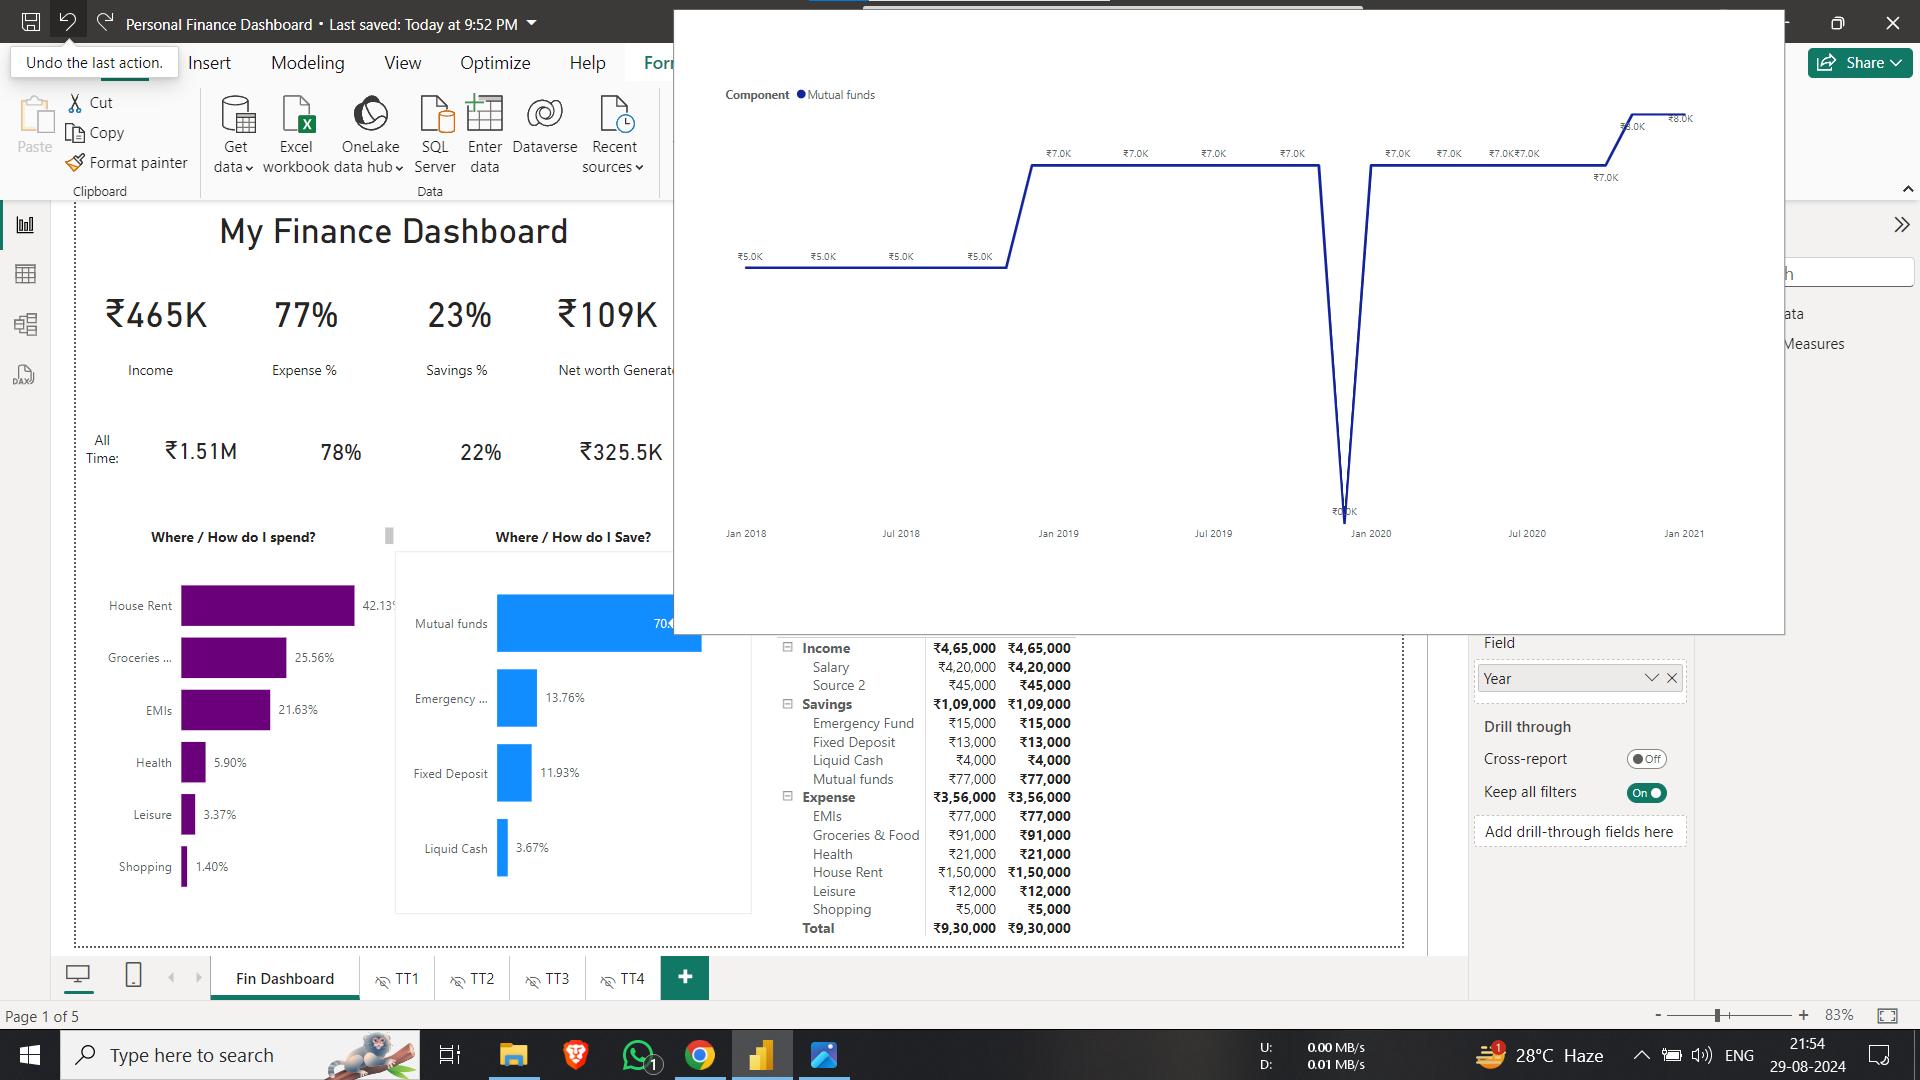 Personal Finance Dashboard • Last saved: Today at 9:52 PM
Undo the last action.
Insert
Modeling
View
Optimize
Help
For
Share
Paste
Cut
Copy
Format painter
Clipboard
Get data
Excel workbook
OneLake data hub
SQL Server
Enter data
Dataverse
Recent sources
Data
Component Mutual funds
₹5.0K ₹5.0K ₹5.0K ₹5.0K
₹7.0K ₹7.0K ₹7.0K ₹7.0K
₹0.0K
₹7.0K ₹7.0K ₹7.0K ₹7.0K
₹7.0K
₹8.0K ₹8.0K
Jan 2018 Jul 2018 Jan 2019 Jul 2019 Jan 2020 Jul 2020 Jan 2021
My Finance Dashboard
₹465K 77% 23% ₹109K
Income Expense % Savings % Net worth Generat
All Time: ₹1.51M 78% 22% ₹325.5K
Where / How do I spend?
House Rent 42.13%
Groceries ... 25.56%
EMIs 21.63%
Health 5.90%
Leisure 3.37%
Shopping 1.40%
Where / How do I Save?
Mutual funds 70.
Emergency ... 13.76%
Fixed Deposit 11.93%
Liquid Cash 3.67%
Income ₹4,65,000 ₹4,65,000
Salary ₹4,20,000 ₹4,20,000
Source 2 ₹45,000 ₹45,000
Savings ₹1,09,000 ₹1,09,000
Emergency Fund ₹15,000 ₹15,000
Fixed Deposit ₹13,000 ₹13,000
Liquid Cash ₹4,000 ₹4,000
Mutual funds ₹77,000 ₹77,000
Expense ₹3,56,000 ₹3,56,000
EMIs ₹77,000 ₹77,000
Groceries & Food ₹91,000 ₹91,000
Health ₹21,000 ₹21,000
House Rent ₹1,50,000 ₹1,50,000
Leisure ₹12,000 ₹12,000
Shopping ₹5,000 ₹5,000
Total ₹9,30,000 ₹9,30,000
h
ata
Measures
Field
Year
Drill through
Cross-report Off
Keep all filters On
Add drill-through fields here
DAX
Fin Dashboard
TT1
TT2
TT3
TT4
+
Page 1 of 5
- + 83%
Type here to search
1
U: 0.00 MB/s
D: 0.01 MB/s
1
28°C Haze
ENG
21:54
29-08-2024